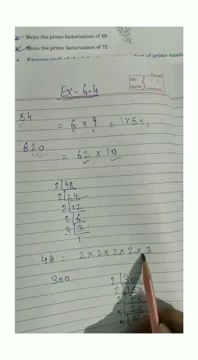 Write the prime factorisation of 48.
Write the prime factorisation of 72
Ex - 6.4
54
= 6 × 9 = 1×54,
620
= 62 × 10
2|48
2|24
2|12
2|6
3|3
1
48 = 2 × 2 × 2 × 2 × 3
300